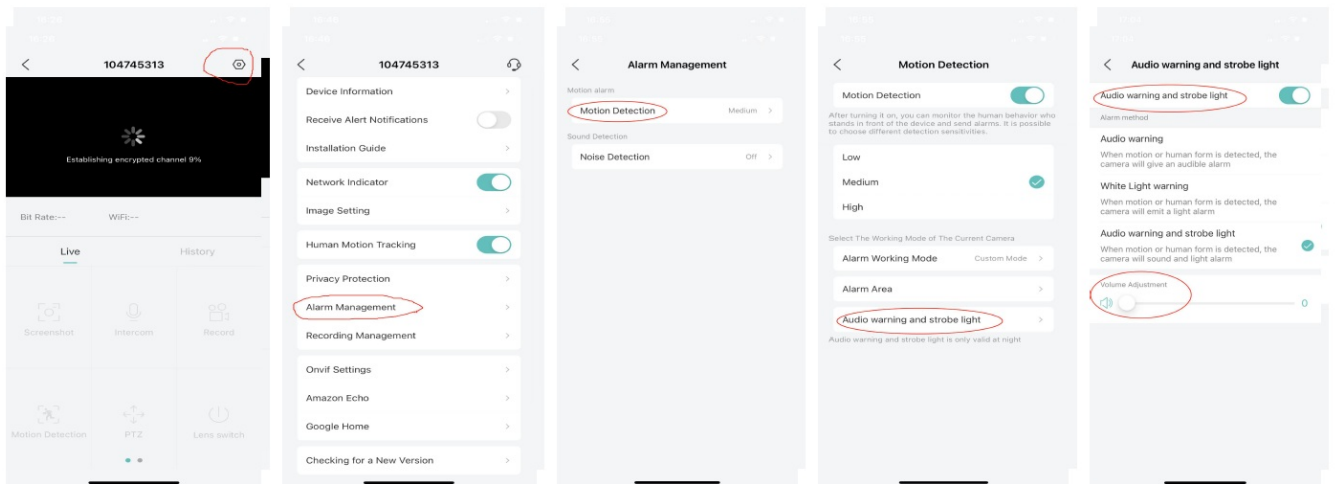 104745313
Establishing encrypted channel 9%
Bit Rate:--
WiFi:--
Live
History
Screenshot
Intercom
Record
Motion Detection
PTZ
Lens switch
104745313
Device Information
Receive Alert Notifications
Installation Guide
Network Indicator
Image Setting
Human Motion Tracking
Privacy Protection
Alarm Management
Recording Management
Onvif Settings
Amazon Echo
Google Home
Checking for a New Version
Alarm Management
Motion alarm
Motion Detection Medium
Sound Detection
Noise Detection Off
Motion Detection
Motion Detection
After turning it on, you can monitor the human behavior who
stands in front of the device and send alarms. It is possible
to choose different detection sensitivities.
Low
Medium
High
Select The Working Mode of The Current Camera
Alarm Working Mode Custom Mode
Alarm Area
Audio warning and strobe light
Audio warning and strobe light is only valid at night
Audio warning and strobe light
Audio warning and strobe light
Alarm method
Audio warning
When motion or human form is detected, the
camera will give an audible alarm
White Light warning
When motion or human form is detected, the
camera will emit a light alarm
Audio warning and strobe light
When motion or human form is detected, the
camera will sound and light alarm
Volume Adjustment
0